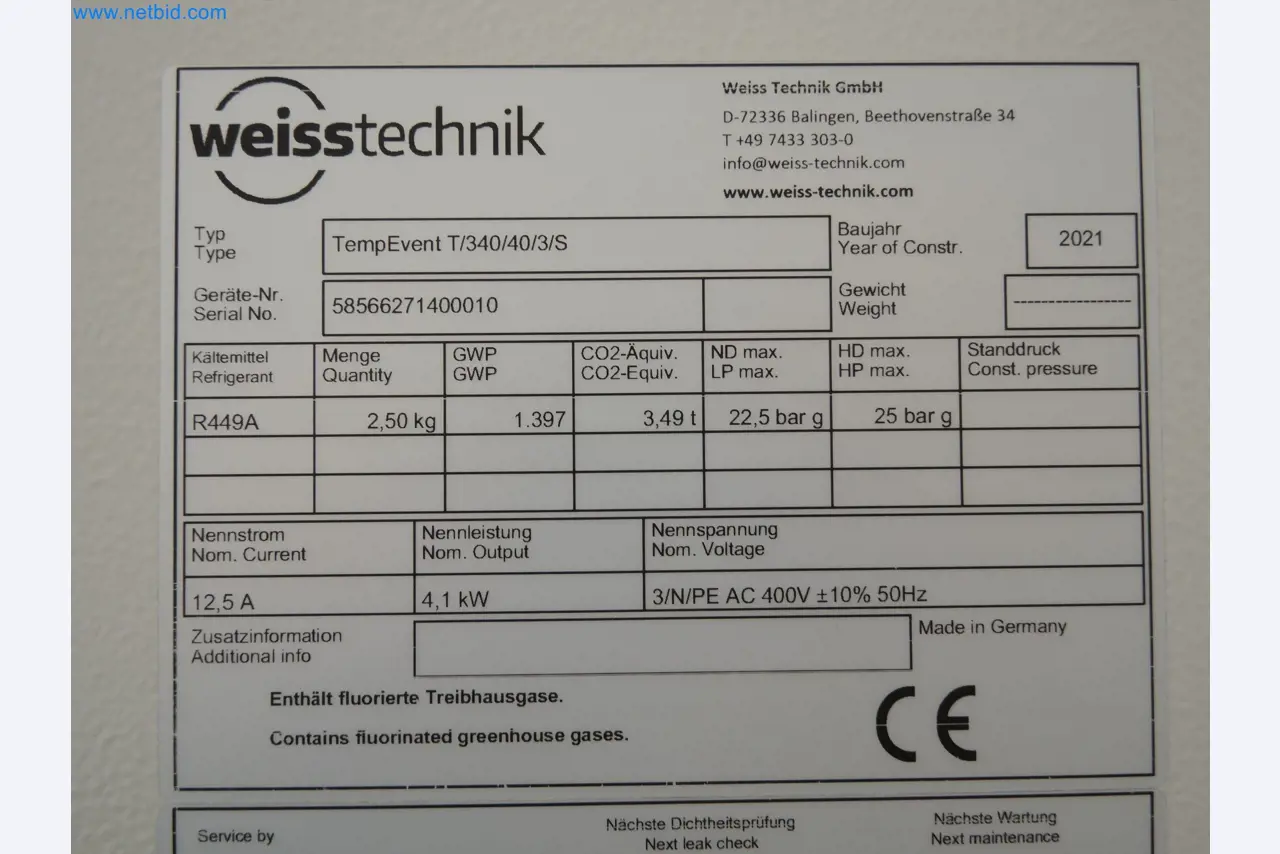 www.netbid.com
weisstechnik
Weiss Technik GmbH
D-72336 Balingen, Beethovenstraße 34
T +49 7433 303-0
info@weiss-technik.com
www.weiss-technik.com
Typ
Type
TempEvent T/340/40/3/S
Baujahr
Year of Constr.
2021
Geräte-Nr.
Serial No.
58566271400010
Gewicht
Weight
--------------------
Kältemittel
Refrigerant
Menge
Quantity
GWP
GWP
CO2-Äquiv.
CO2-Equiv.
ND max.
LP max.
HD max.
HP max.
Standdruck
Const. pressure
R449A
2,50 kg
1.397
3,49 t
22,5 bar g
25 bar g
Nennstrom
Nom. Current
Nennleistung
Nom. Output
Nennspannung
Nom. Voltage
12,5 A
4,1 kW
3/N/PE AC 400V ±10% 50Hz
Zusatzinformation
Additional info
Made in Germany
Enthält fluorierte Treibhausgase.
Contains fluorinated greenhouse gases.
CE
Service by
Nächste Dichtheitsprüfung
Next leak check
Nächste Wartung
Next maintenance